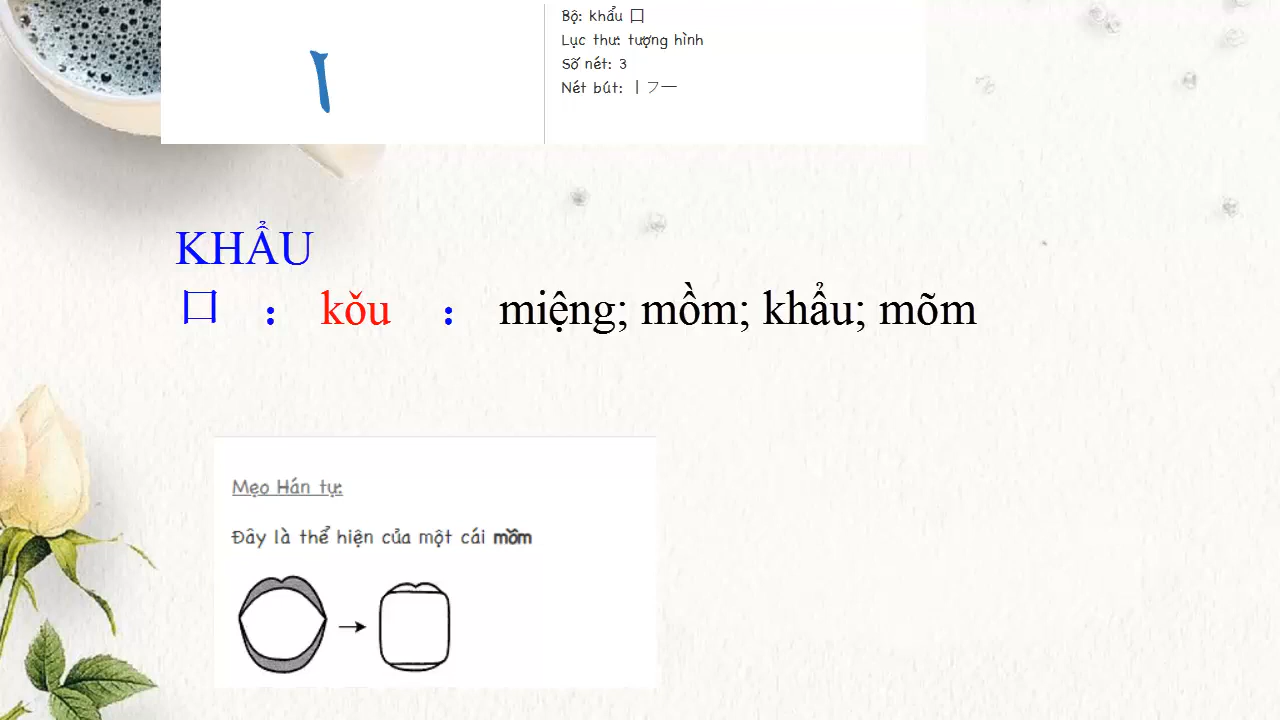 Bộ: khẩu 口
Lục thư: tượng hình
Số nét: 3
Nét bút: 丨フ一
KHẨU
口 : kǒu : miệng; mồm; khẩu; mõm
Mẹo Hán tự:
Đây là thể hiện của một cái mồm